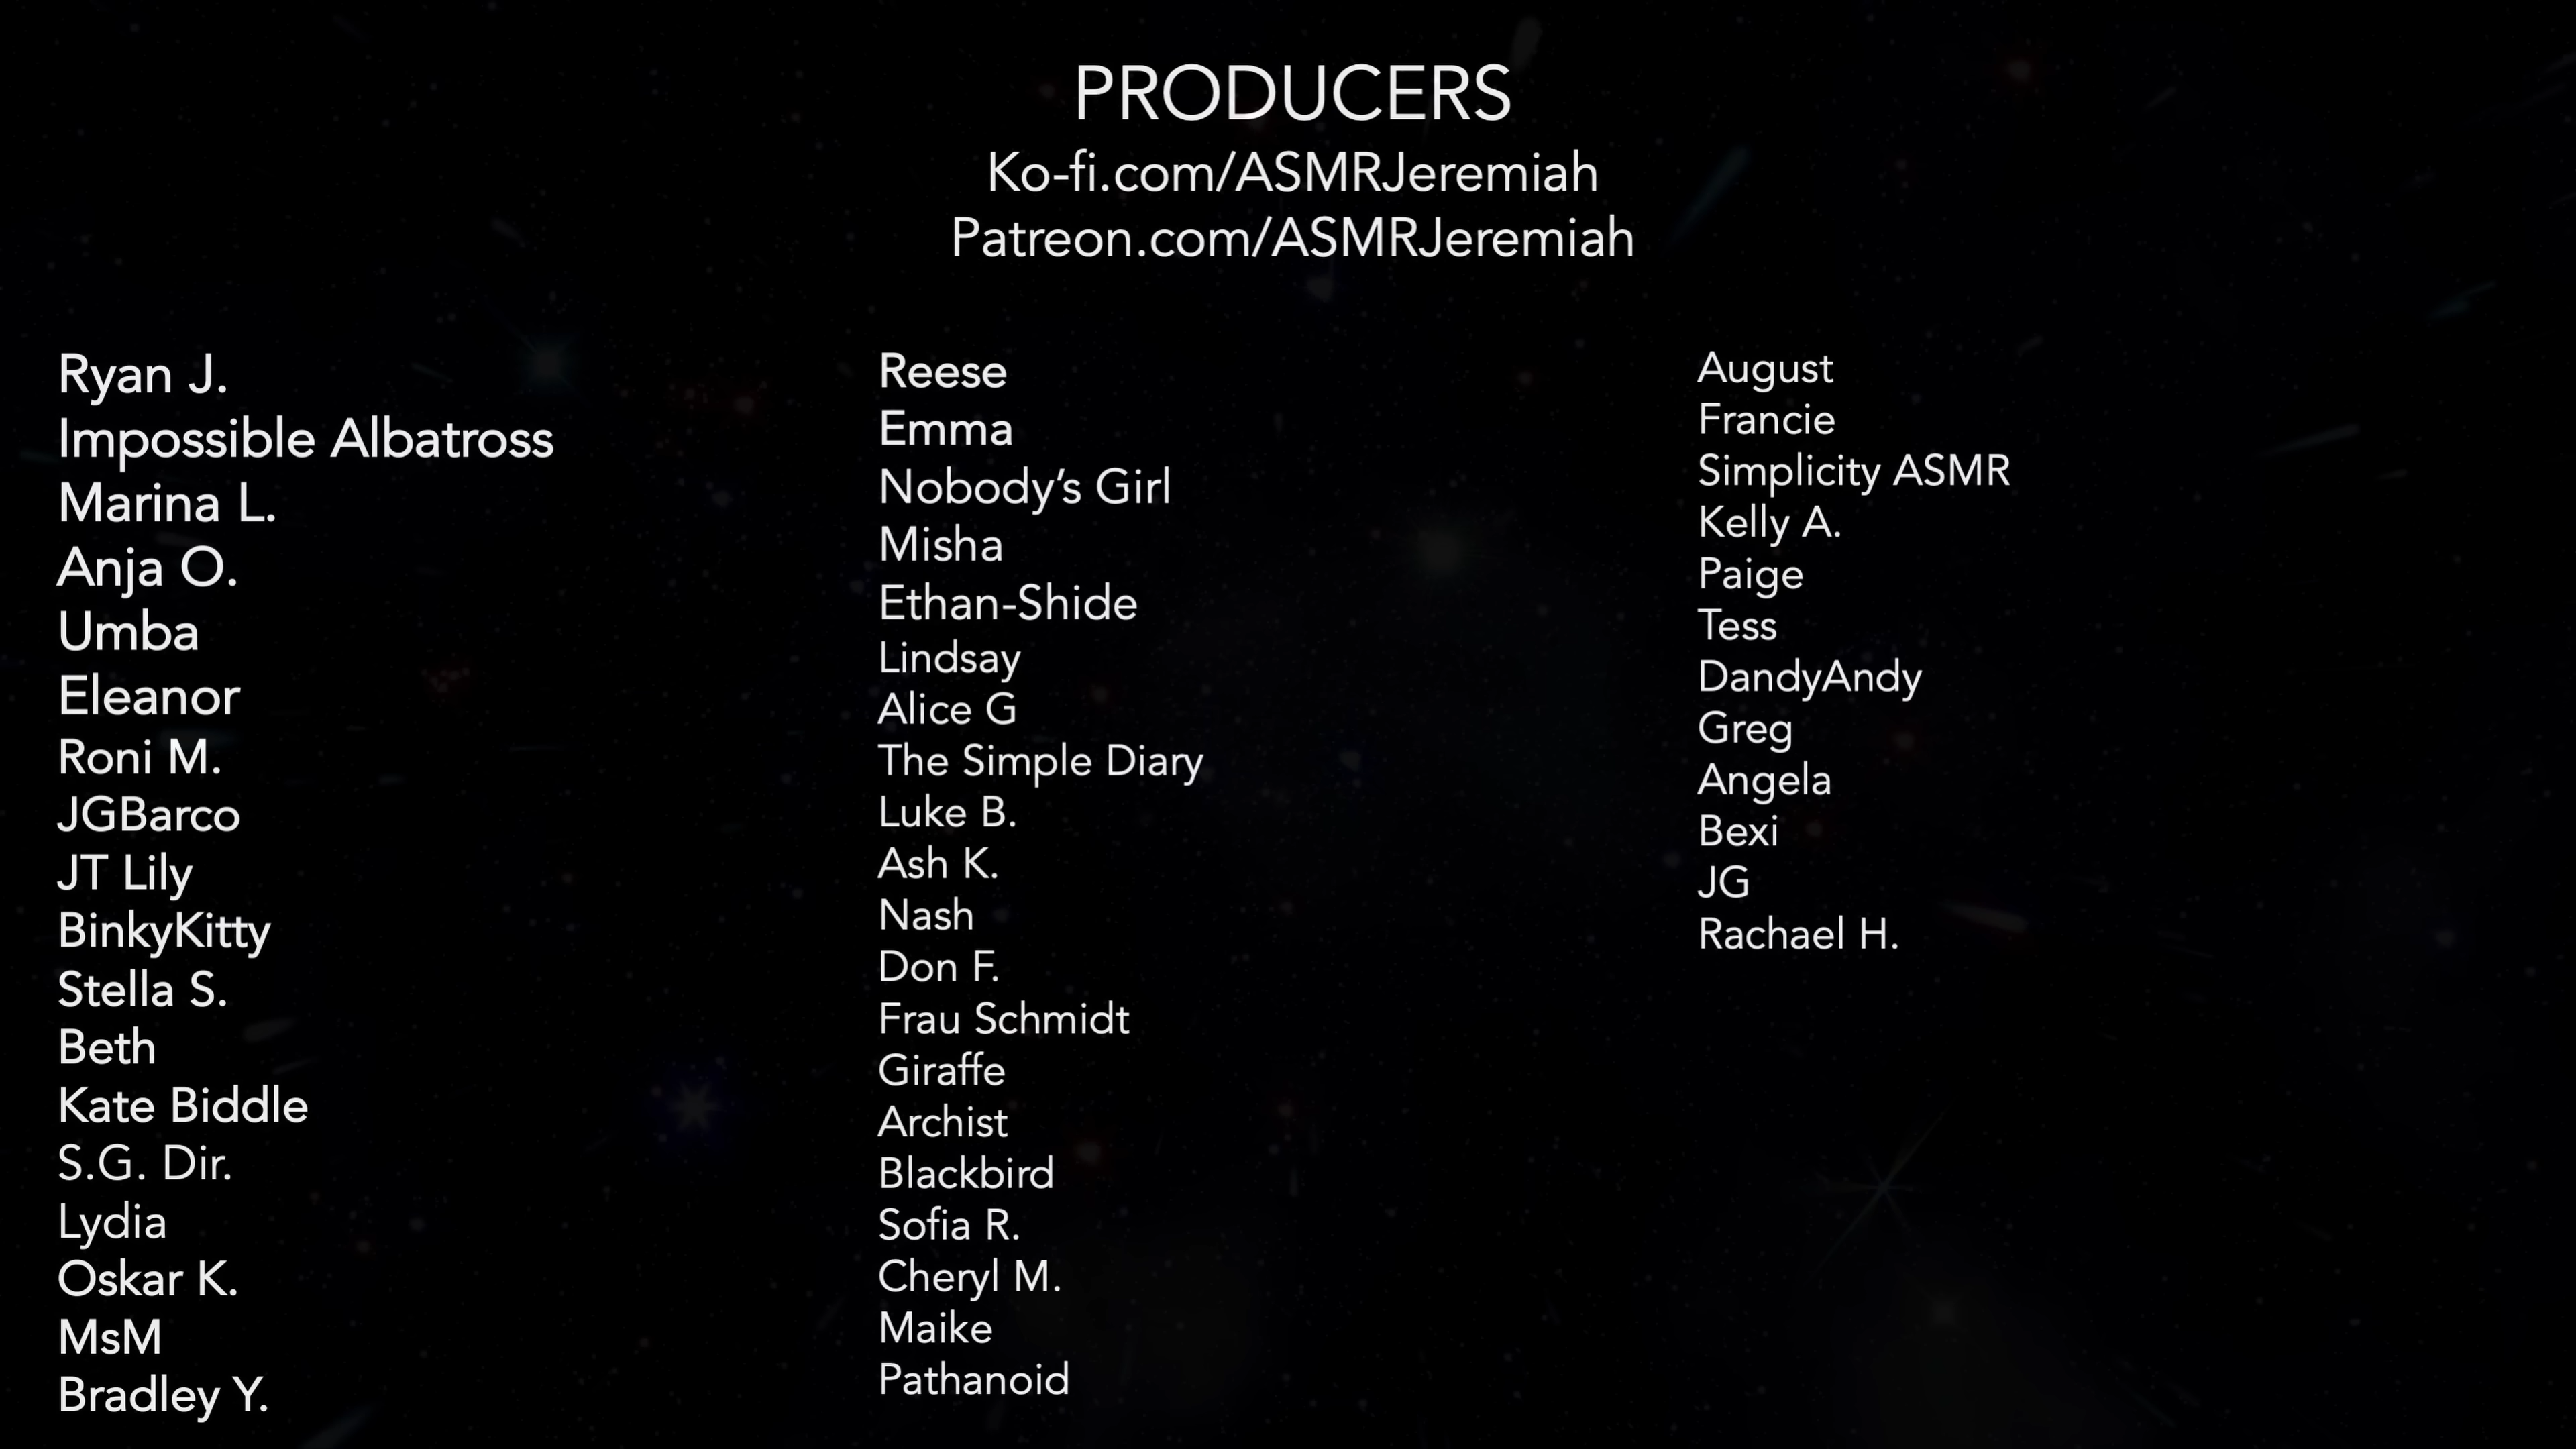 PRODUCERS
Ko-fi.com/ASMRJeremiah
Patreon.com/ASMRJeremiah
Ryan J.
Impossible Albatross
Marina L.
Anja O.
Umba
Eleanor
Roni M.
JGBarco
JT Lily
BinkyKitty
Stella S.
Beth
Kate Biddle
S.G. Dir.
Lydia
Oskar K.
MsM
Bradley Y.
Reese
Emma
Nobody’s Girl
Misha
Ethan-Shide
Lindsay
Alice G
The Simple Diary
Luke B.
Ash K.
Nash
Don F.
Frau Schmidt
Giraffe
Archist
Blackbird
Sofia R.
Cheryl M.
Maike
Pathanoid
August
Francie
Simplicity ASMR
Kelly A.
Paige
Tess
DandyAndy
Greg
Angela
Bexi
JG
Rachael H.